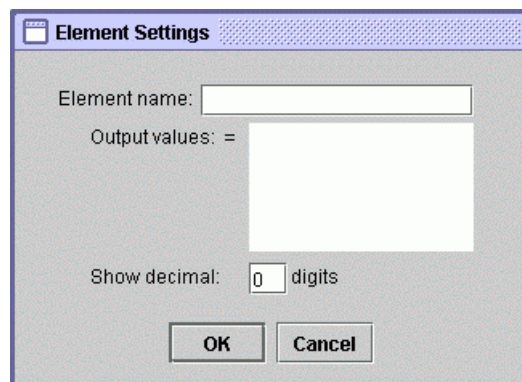 Element Settings
Element name:
Output values: =
Show decimal: 0 digits
OK Cancel